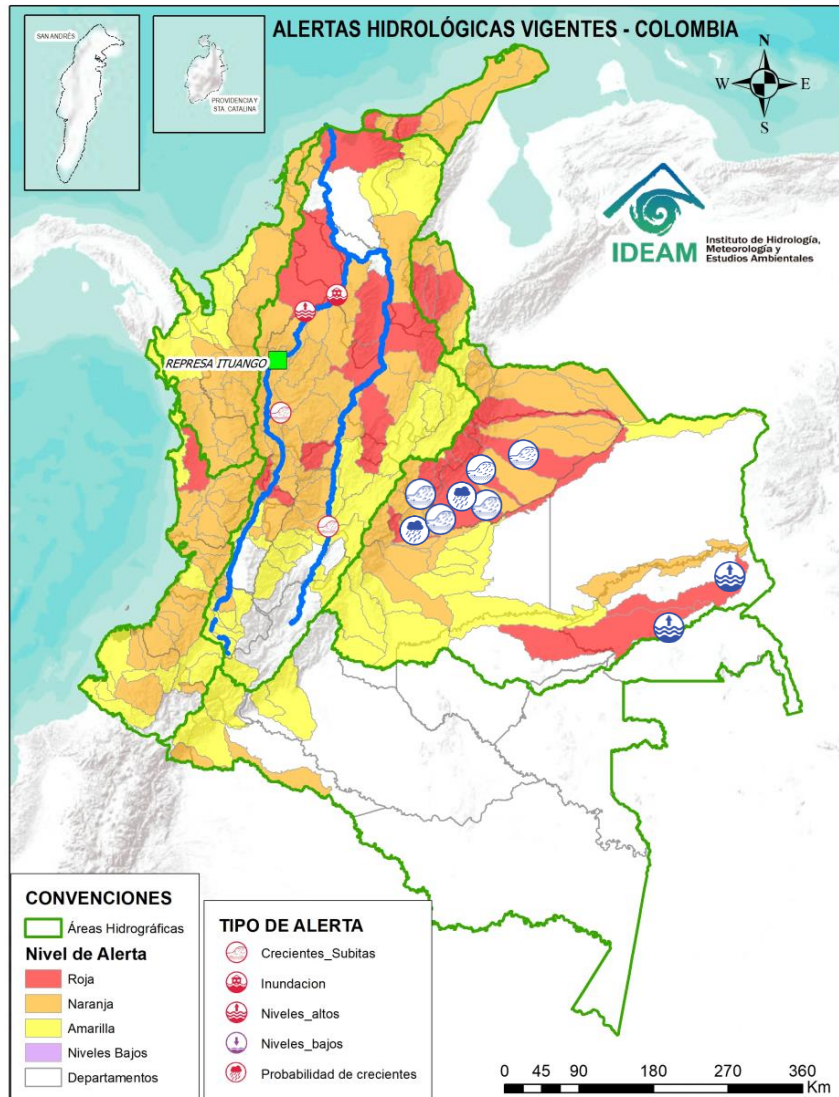 SAN ANDRÉS
PROVIDENCIA Y
STA. CATALINA
ALERTAS HIDROLÓGICAS VIGENTES - COLOMBIA
N
W
E
S
IDEAM
Instituto de Hidrología,
Meteorología y
Estudios Ambientales
REPRESA ITUANGO
CONVENCIONES
Áreas Hidrográficas
Nivel de Alerta
Roja
Naranja
Amarilla
Niveles Bajos
Departamentos
TIPO DE ALERTA
Crecientes_Subitas
Inundacion
Niveles_altos
Niveles_bajos
Probabilidad de crecientes
0 45 90 180 270 360
Km